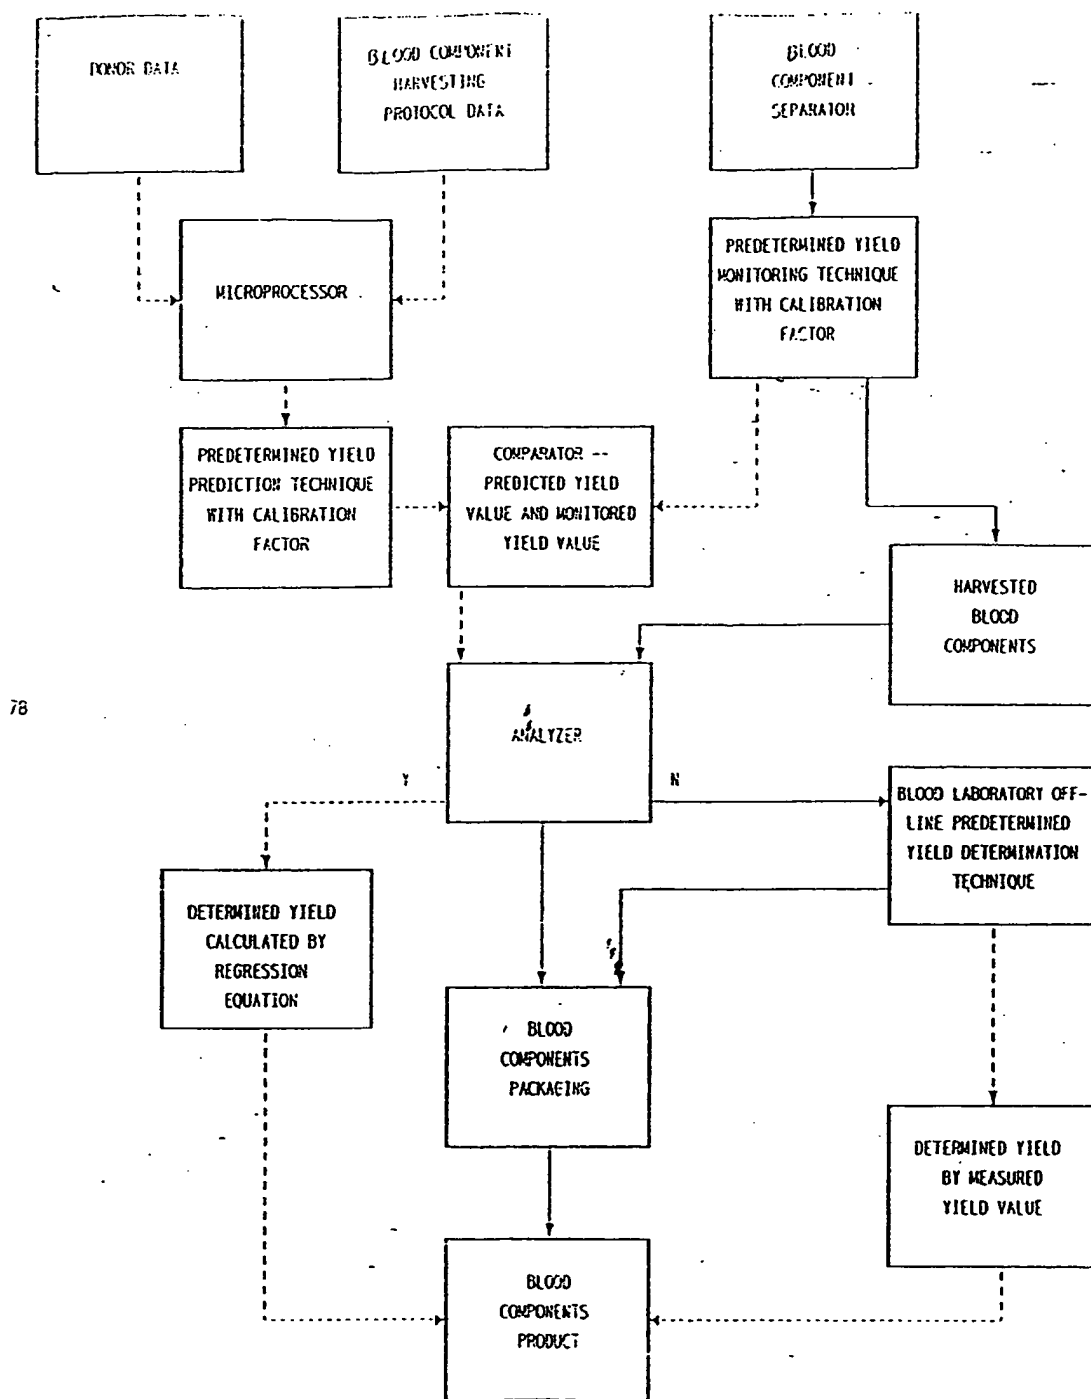 DONOR DATA
BLOOD COMPONENT
HARVESTING
PROTOCOL DATA
BLOOD
COMPONENT
SEPARATOR
MICROPROCESSOR
PREDETERMINED YIELD
MONITORING TECHNIQUE
WITH CALIBRATION
FACTOR
PREDETERMINED YIELD
PREDICTION TECHNIQUE
WITH CALIBRATION
FACTOR
COMPARATOR --
PREDICTED YIELD
VALUE AND MONITORED
YIELD VALUE
HARVESTED
BLOOD
COMPONENTS
78
ANALYZER
Y
N
BLOOD LABORATORY OFF-
LINE PREDETERMINED
YIELD DETERMINATION
TECHNIQUE
DETERMINED YIELD
CALCULATED BY
REGRESSION
EQUATION
BLOOD
COMPONENTS
PACKAGING
DETERMINED YIELD
BY MEASURED
YIELD VALUE
BLOOD
COMPONENTS
PRODUCT